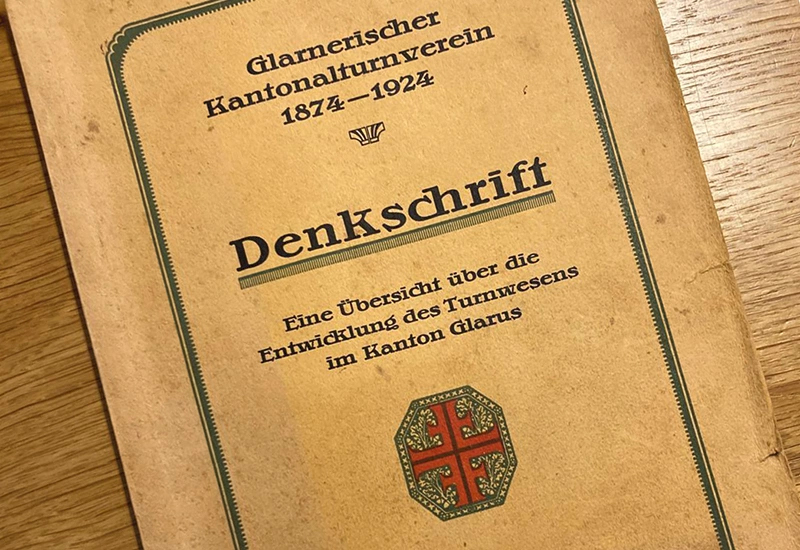 Glarnerischer
Kantonalturnverein
1874—1924
Denkschrift
Eine Übersicht über die
Entwicklung des Turnwesens
im Kanton Glarus